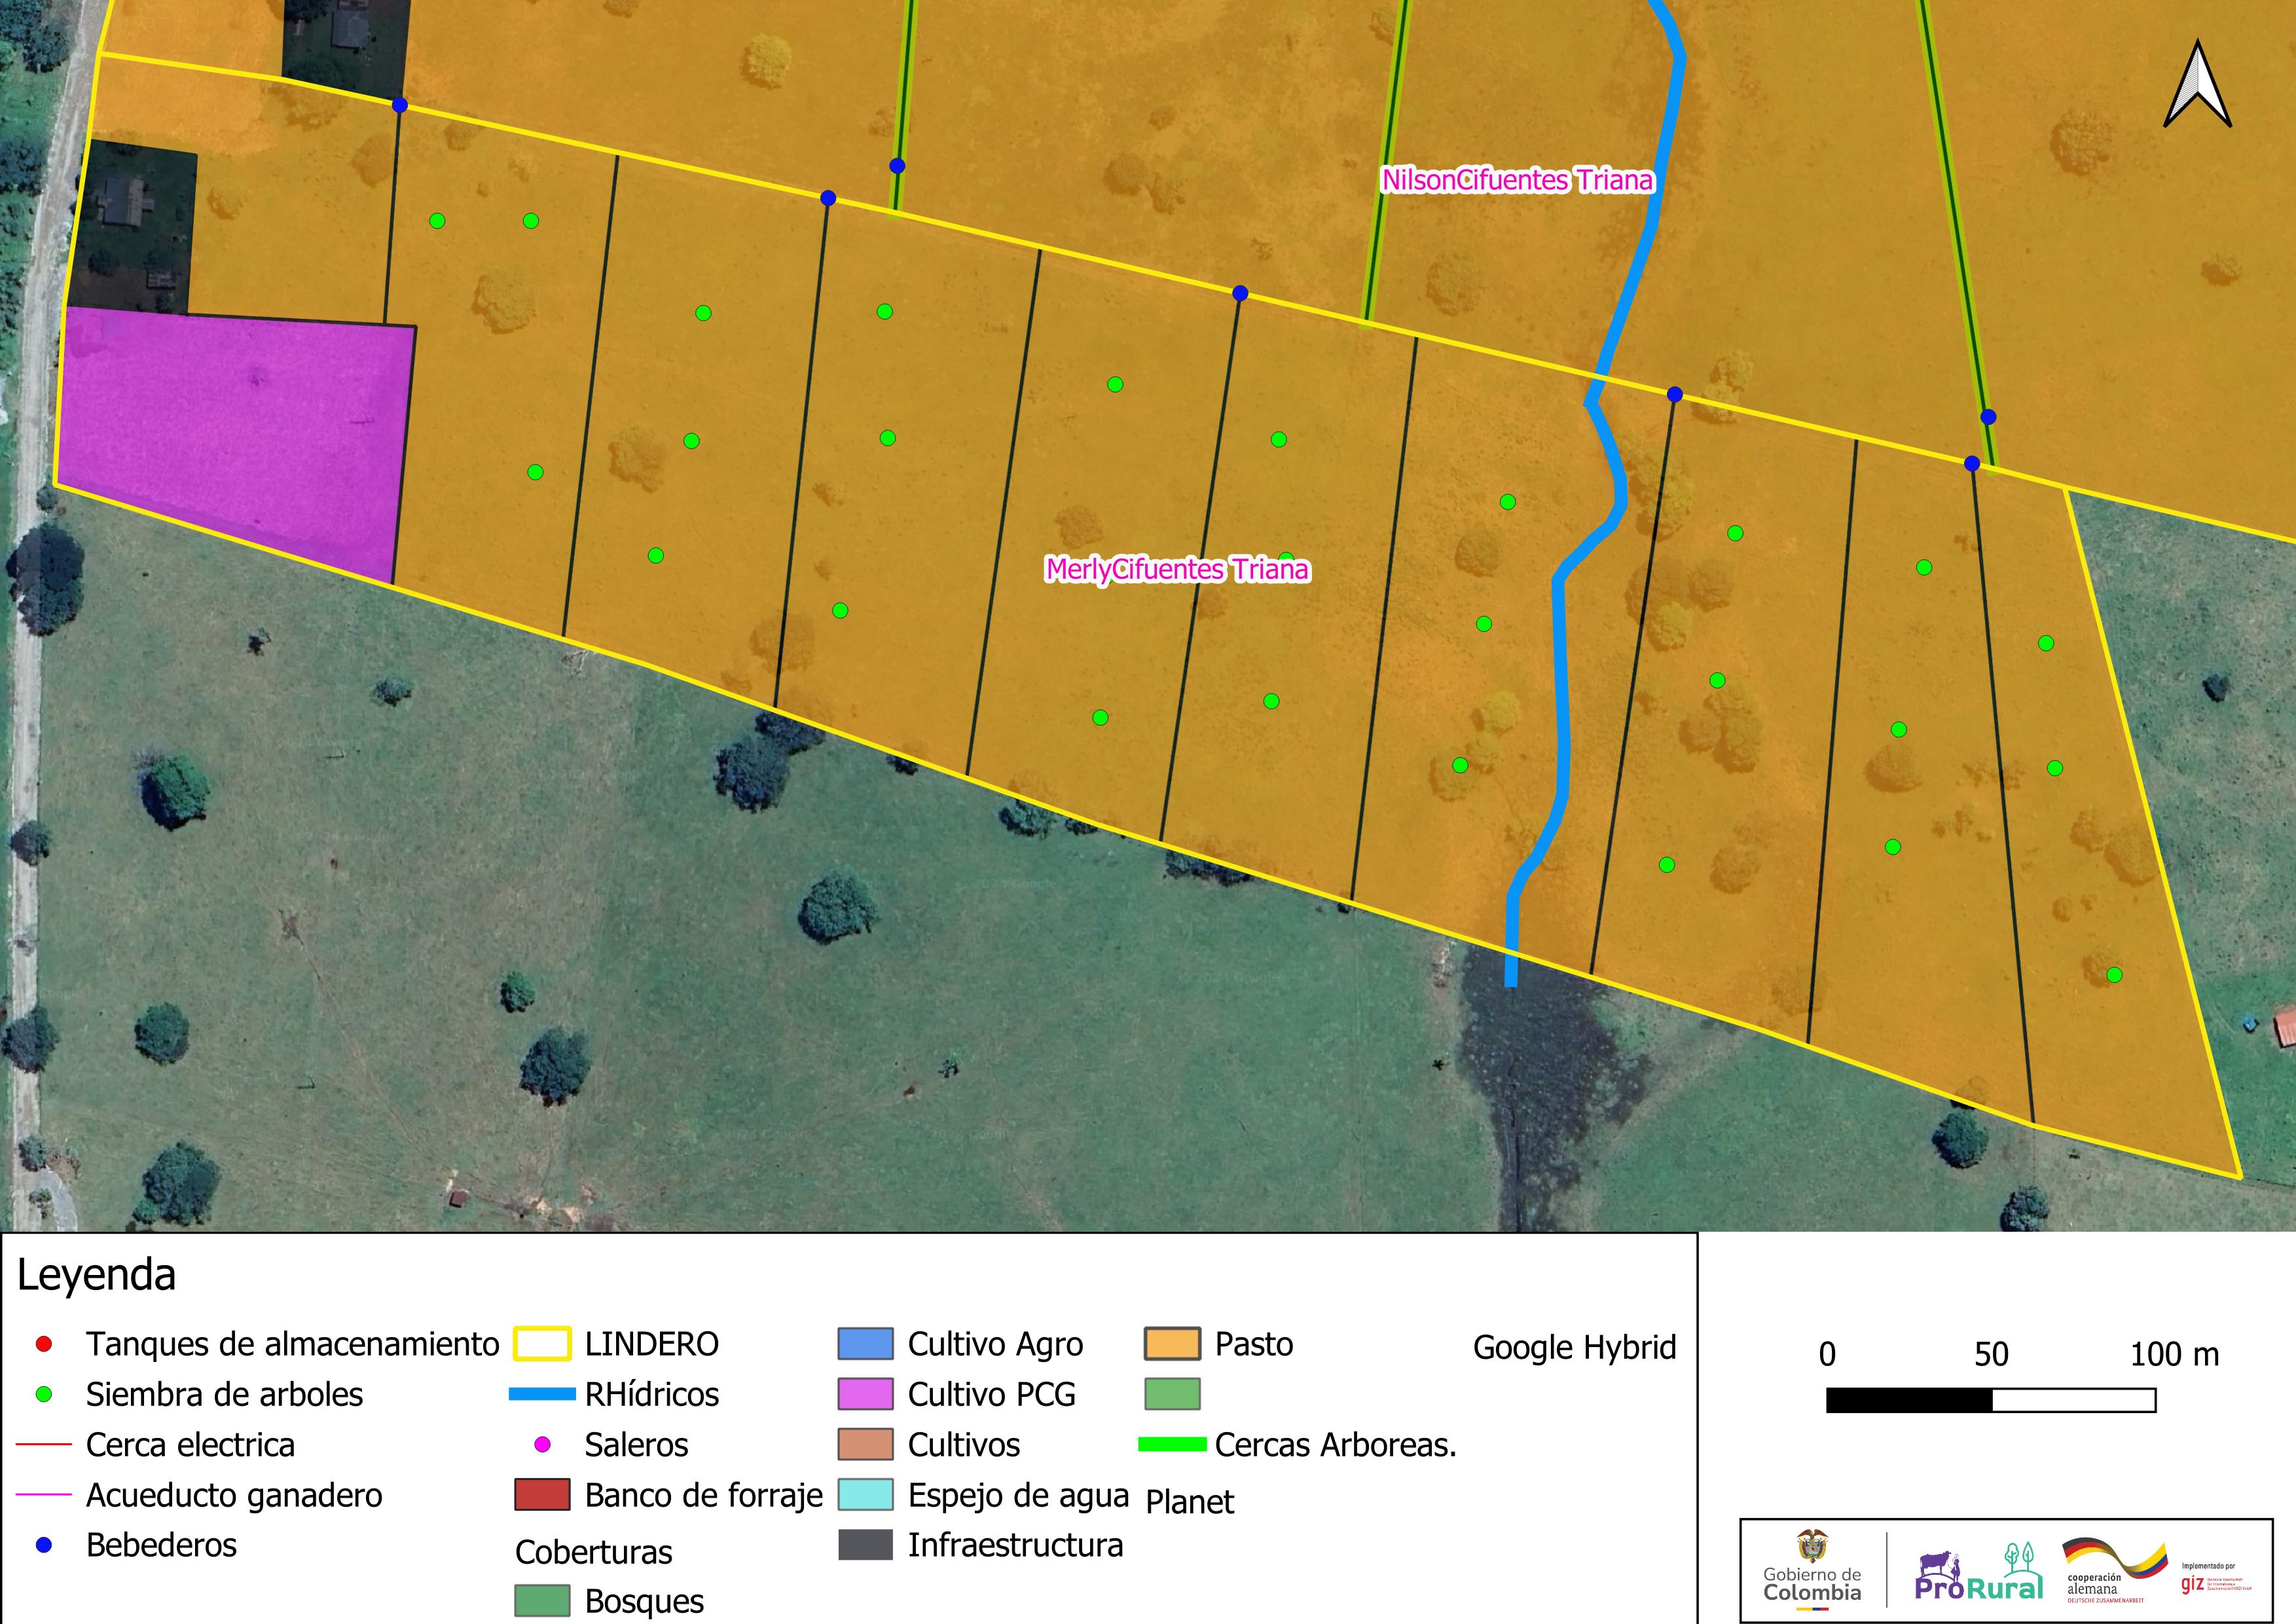 NilsonCifuentes Triana
MerlyCifuentes Triana
Leyenda
Tanques de almacenamiento
Siembra de arboles
Cerca electrica
Acueducto ganadero
Bebederos
LINDERO
RHídricos
Saleros
Banco de forraje
Coberturas
Bosques
Cultivo Agro
Cultivo PCG
Cultivos
Espejo de agua
Infraestructura
Pasto
Cercas Arboreas.
Planet
Google Hybrid
0 50 100 m
Gobierno de
Colombia
ProRural
cooperación
alemana
DEUTSCHE ZUSAMMENARBEIT
Implementado por
giz